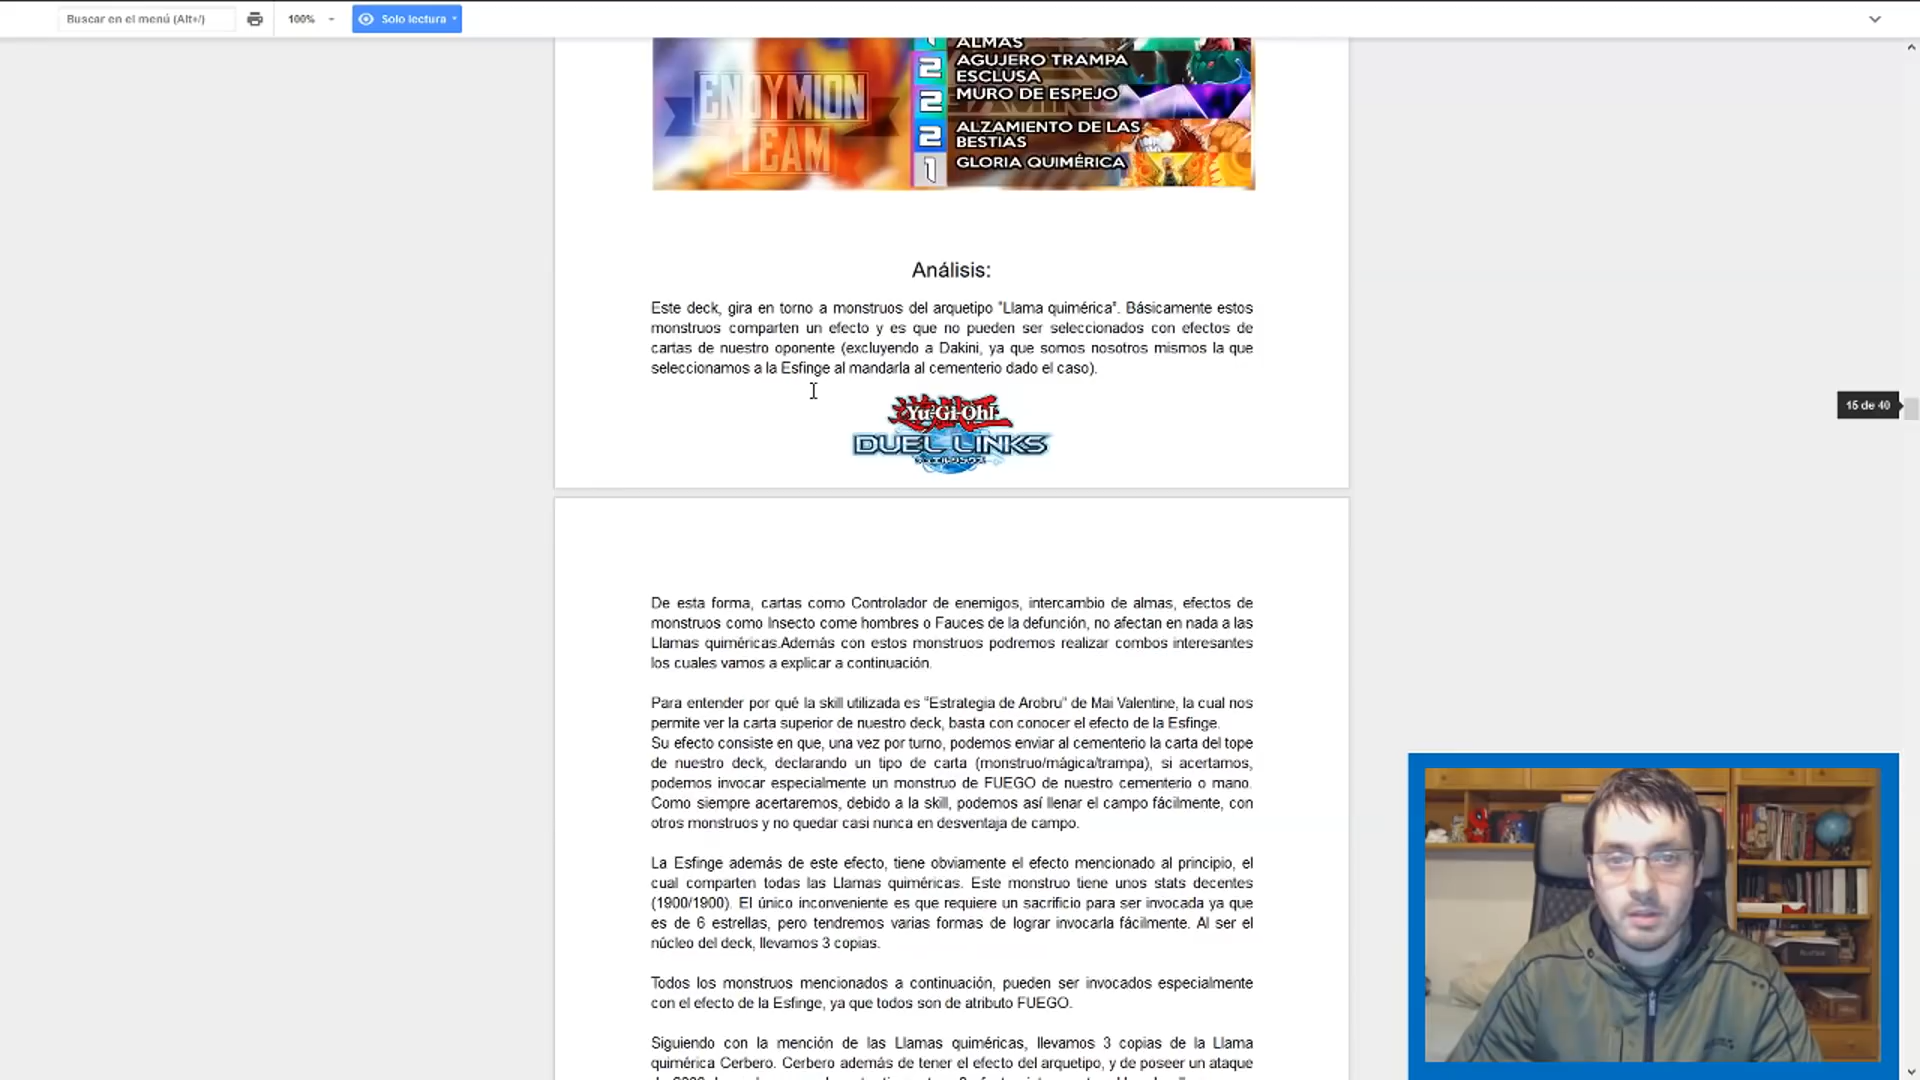 Buscar en el menú (Alt+/)
100%
Solo lectura
ALMAS
2 AGUJERO TRAMPA
ESCLUSA
2 MURO DE ESPEJO
2 ALZAMIENTO DE LAS
BESTIAS
1 GLORIA QUIMÉRICA
ENDYMION
TEAM
Análisis:
Este deck, gira en torno a monstruos del arquetipo "Llama quimérica". Básicamente estos
monstruos comparten un efecto y es que no pueden ser seleccionados con efectos de
cartas de nuestro oponente (excluyendo a Dakini, ya que somos nosotros mismos la que
seleccionamos a la Esfinge al mandarla al cementerio dado el caso).
Yu-Gi-Oh!
DUEL LINKS
15 de 40
De esta forma, cartas como Controlador de enemigos, intercambio de almas, efectos de
monstruos como Insecto come hombres o Fauces de la defunción, no afectan en nada a las
Llamas quiméricas.Además con estos monstruos podremos realizar combos interesantes
los cuales vamos a explicar a continuación.
Para entender por qué la skill utilizada es "Estrategia de Arobru" de Mai Valentine, la cual nos
permite ver la carta superior de nuestro deck, basta con conocer el efecto de la Esfinge.
Su efecto consiste en que, una vez por turno, podemos enviar al cementerio la carta del tope
de nuestro deck, declarando un tipo de carta (monstruo/mágica/trampa), si acertamos,
podemos invocar especialmente un monstruo de FUEGO de nuestro cementerio o mano.
Como siempre acertaremos, debido a la skill, podemos así llenar el campo fácilmente, con
otros monstruos y no quedar casi nunca en desventaja de campo.
La Esfinge además de este efecto, tiene obviamente el efecto mencionado al principio, el
cual comparten todas las Llamas quiméricas. Este monstruo tiene unos stats decentes
(1900/1900). El único inconveniente es que requiere un sacrificio para ser invocada ya que
es de 6 estrellas, pero tendremos varias formas de lograr invocarla fácilmente. Al ser el
núcleo del deck, llevamos 3 copias.
Todos los monstruos mencionados a continuación, pueden ser invocados especialmente
con el efecto de la Esfinge, ya que todos son de atributo FUEGO.
Siguiendo con la mención de las Llamas quiméricas, llevamos 3 copias de la Llama
quimérica Cerbero. Cerbero además de tener el efecto del arquetipo, y de poseer un ataque